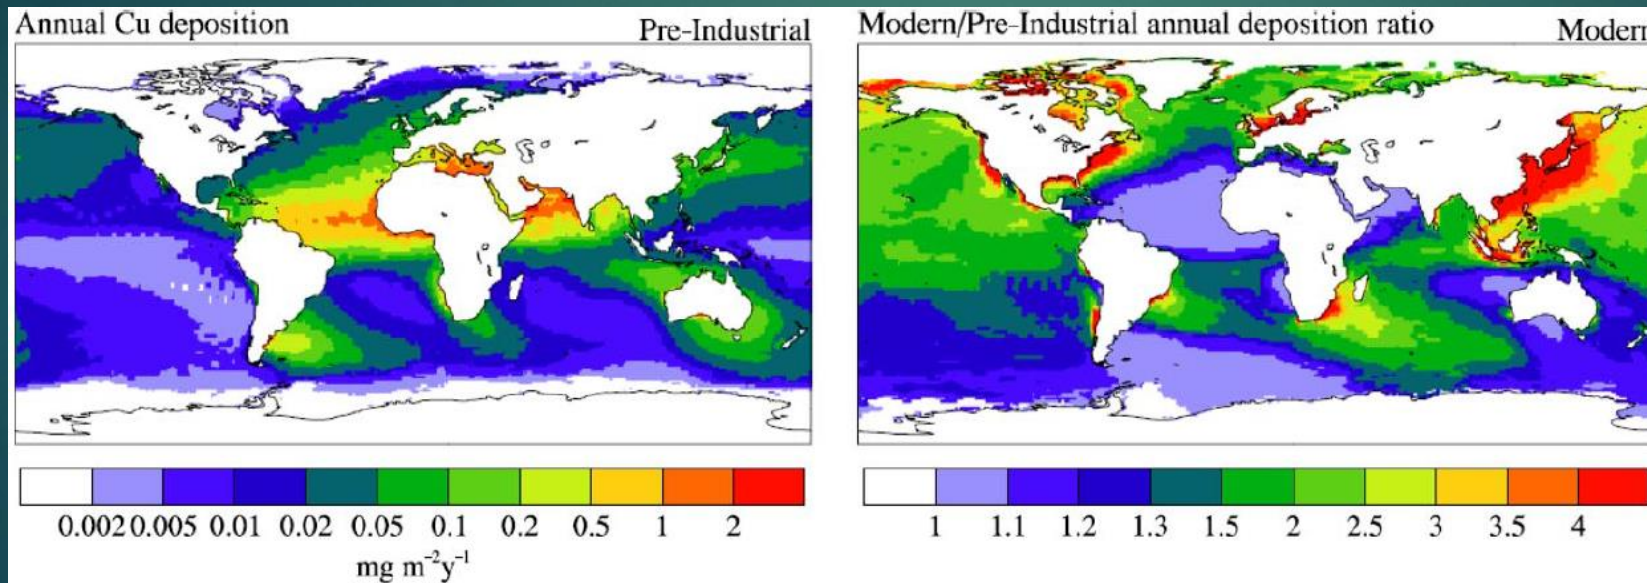 Annual Cu deposition
Pre-Industrial
Modern/Pre-Industrial annual deposition ratio
Modern
0.002 0.005 0.01 0.02 0.05 0.1 0.2 0.5 1 2
mg m⁻²y⁻¹
1 1.1 1.2 1.3 1.5 2 2.5 3 3.5 4